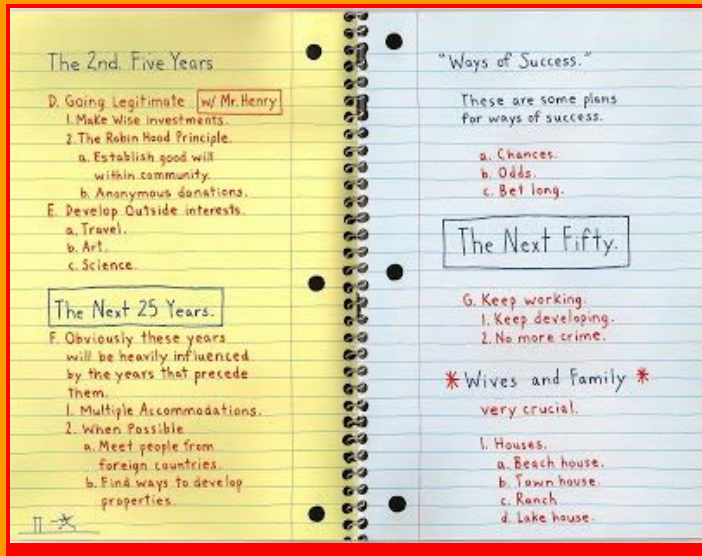 The 2nd. Five Years
D. Going Legitimate w/ Mr. Henry
1. Make Wise Investments.
2. The Robin Hood Principle.
a. Establish good will
within community.
b. Anonymous donations.
E. Develop Outside interests.
a. Travel.
b. Art.
c. Science.
The Next 25 Years.
F. Obviously these years
will be heavily influenced
by the years that precede
them.
1. Multiple Accommodations.
2. When Possible
a. Meet people from
foreign countries.
b. Find ways to develop
properties.
"Ways of Success."
These are some plans
for ways of success.
a. Chances.
b. Odds.
c. Bet long.
The Next Fifty.
G. Keep working.
1. Keep developing.
2. No more crime.
* Wives and Family *
very crucial.
1. Houses.
a. Beach house.
b. Town house.
c. Ranch
d. Lake house.